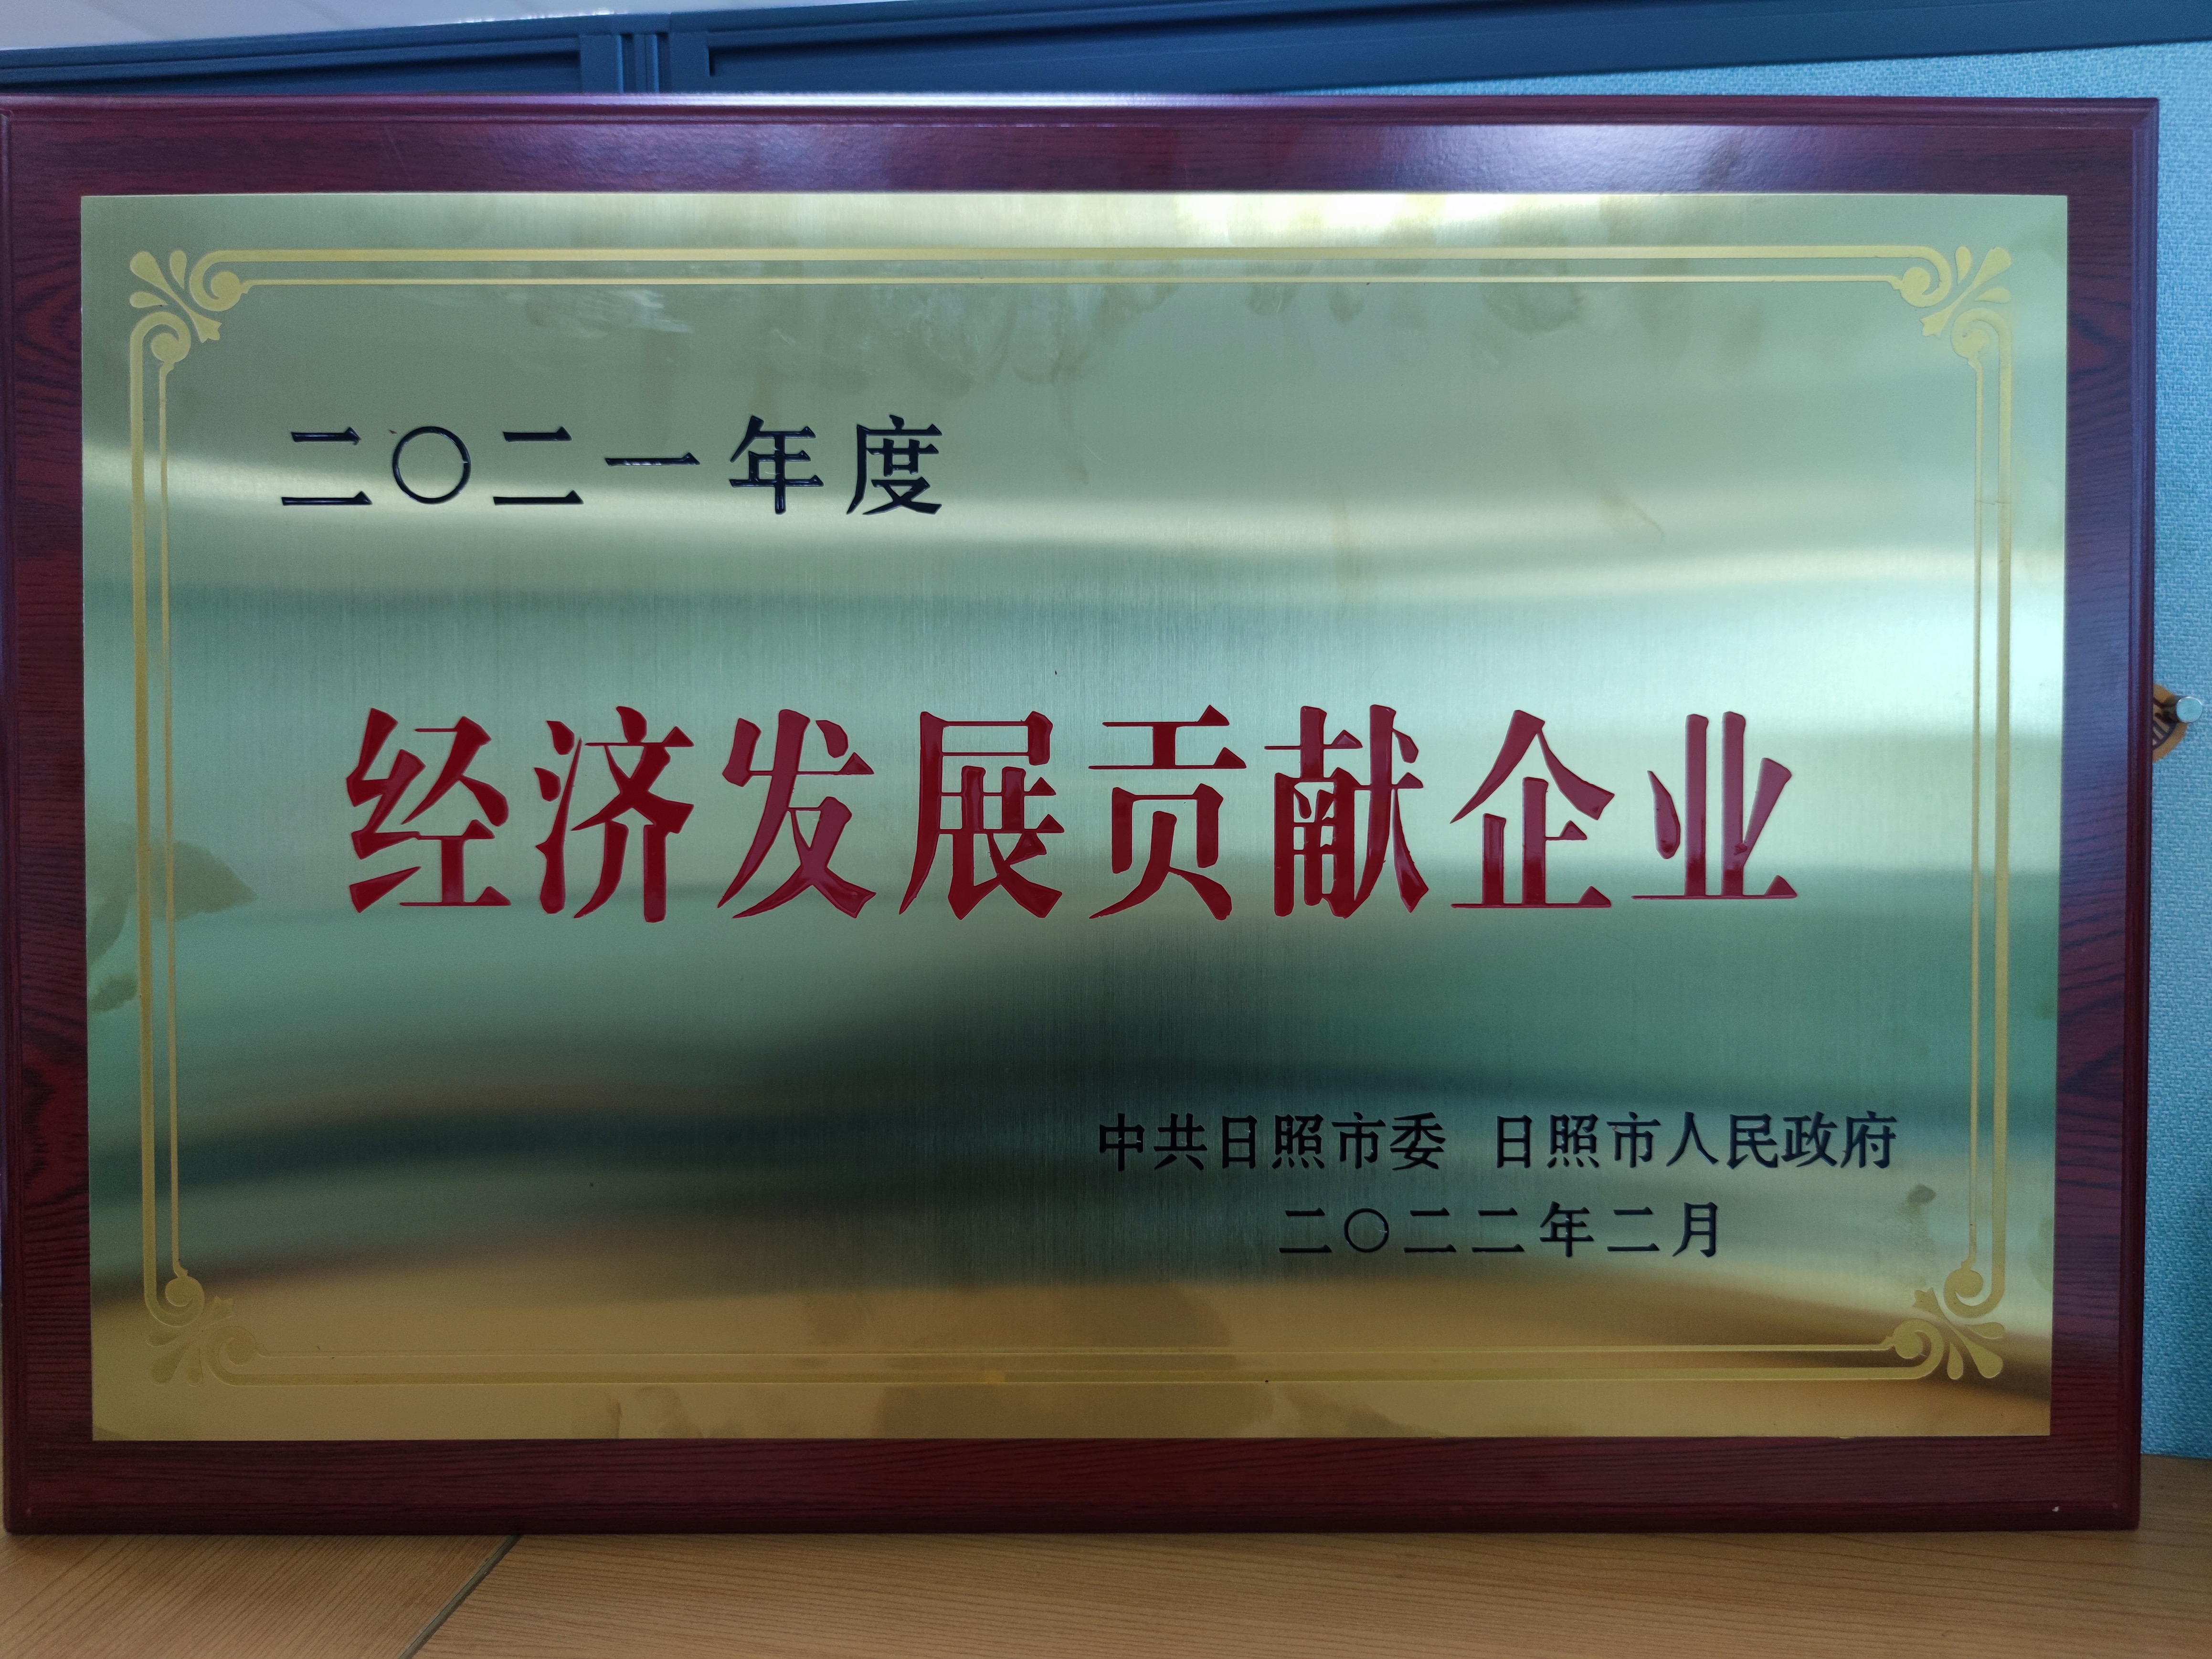 二〇二一年度
经济发展贡献企业
中共日照市委 日照市人民政府
二〇二二年二月